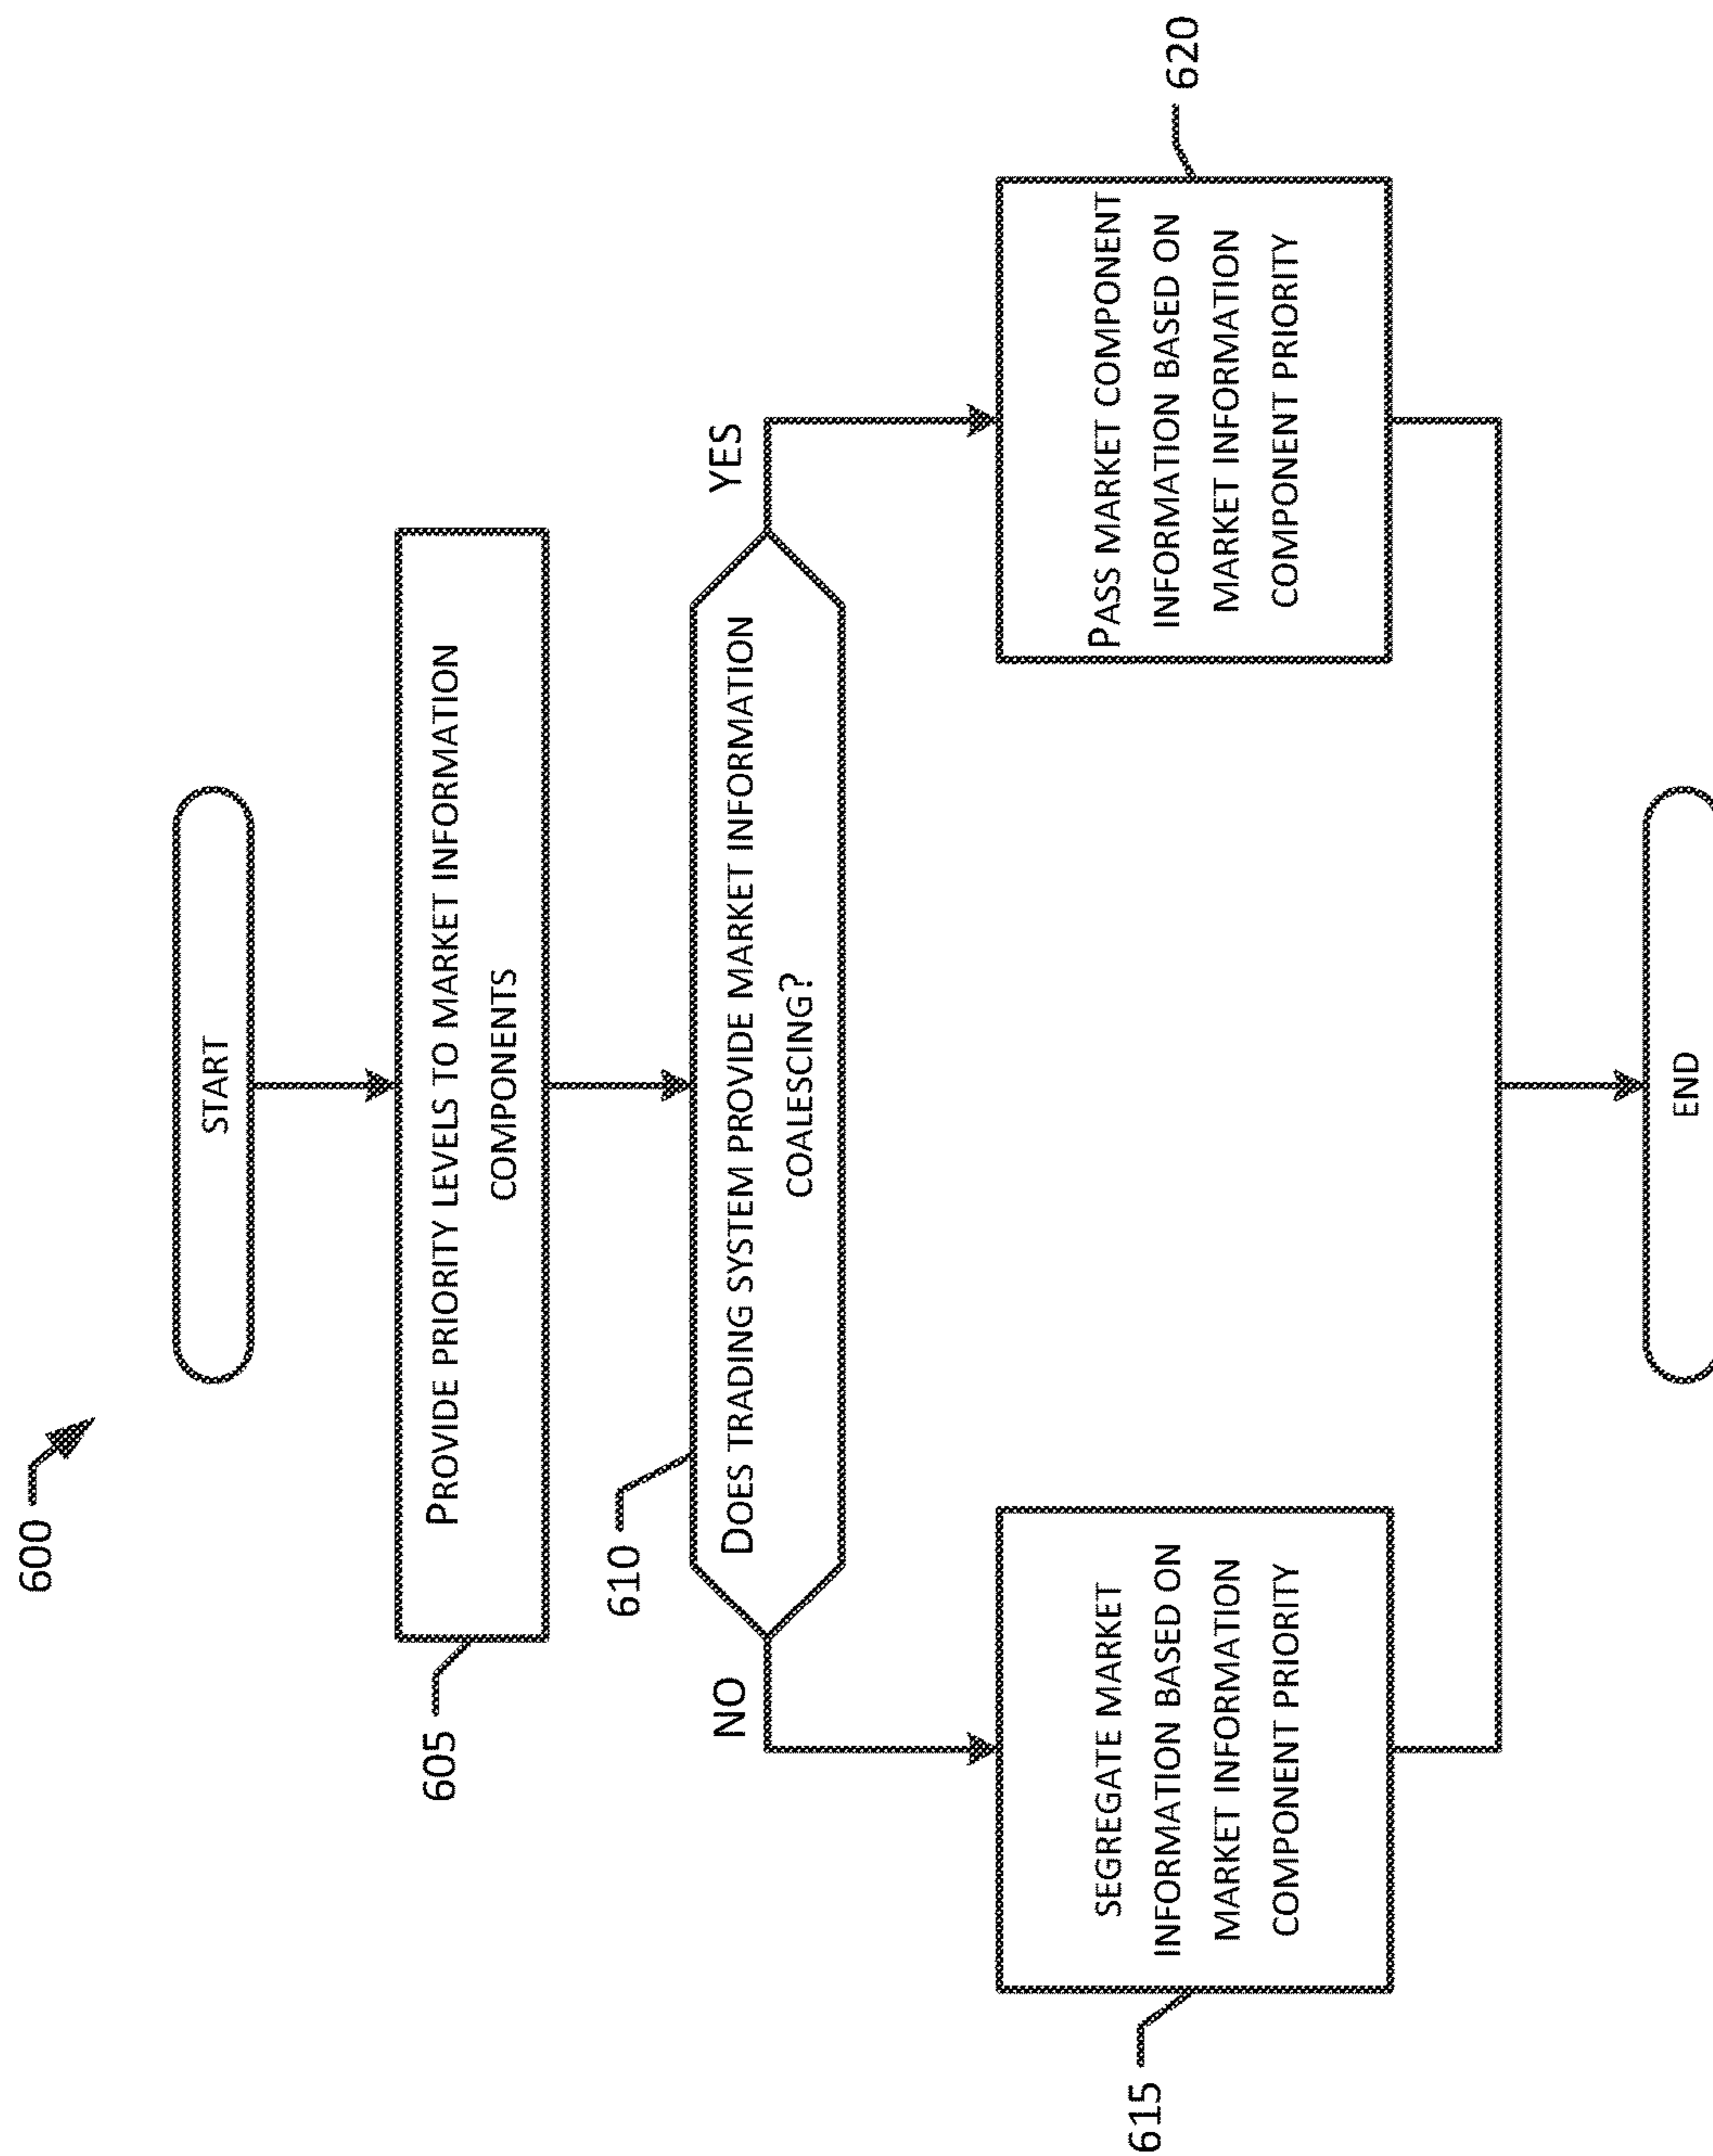 600
START
605
PROVIDE PRIORITY LEVELS TO MARKET INFORMATION
COMPONENTS
610
DOES TRADING SYSTEM PROVIDE MARKET INFORMATION
COALESCING?
NO
YES
615
SEGREGATE MARKET
INFORMATION BASED ON
MARKET INFORMATION
COMPONENT PRIORITY
620
PASS MARKET COMPONENT
INFORMATION BASED ON
MARKET INFORMATION
COMPONENT PRIORITY
END